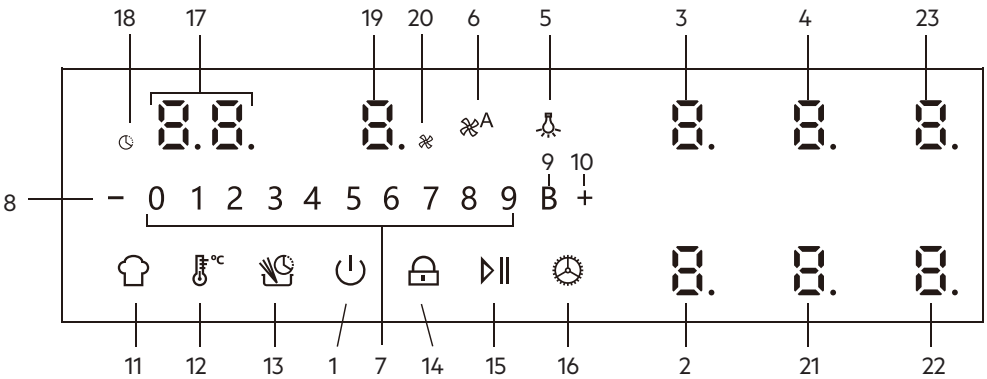 18 17 19 20 6 5 3 4 23
8.8. 8. A 8. 8. 8.
9 10
8 − 0 1 2 3 4 5 6 7 8 9 B +
°C
8. 8. 8.
11 12 13 1 7 14 15 16 2 21 22